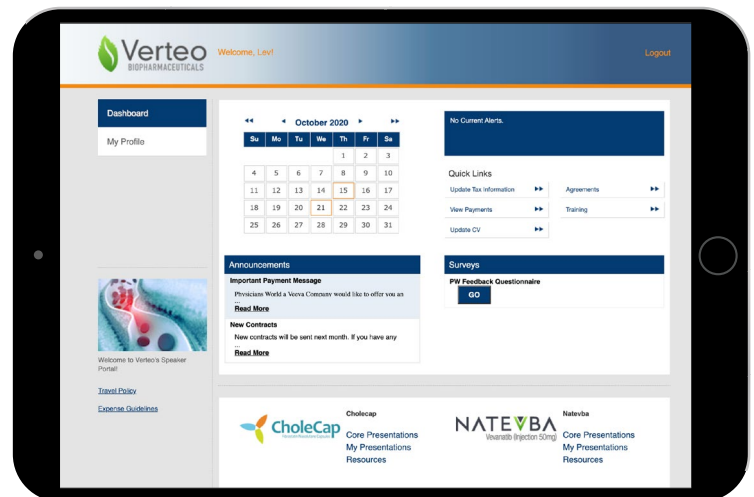 Verteo
BIOPHARMACEUTICALS
Welcome, Lev!
Logout
Dashboard
My Profile
October 2020
Su Mo Tu We Th Fr Sa
1 2 3
4 5 6 7 8 9 10
11 12 13 14 15 16 17
18 19 20 21 22 23 24
25 26 27 28 29 30 31
No Current Alerts.
Quick Links
Update Tax Information
Agreements
View Payments
Training
Update CV
Announcements
Important Payment Message
Physicians World a Veeva Company would like to offer you an
...
Read More
New Contracts
New contracts will be sent next month. If you have any
...
Read More
Surveys
PW Feedback Questionnaire
GO
Welcome to Verteo's Speaker
Portal!
Travel Policy
Expense Guidelines
CholeCap
Cholecap
Core Presentations
My Presentations
Resources
NATEVBA
Vevanatib (Injection 50mg)
Natevba
Core Presentations
My Presentations
Resources